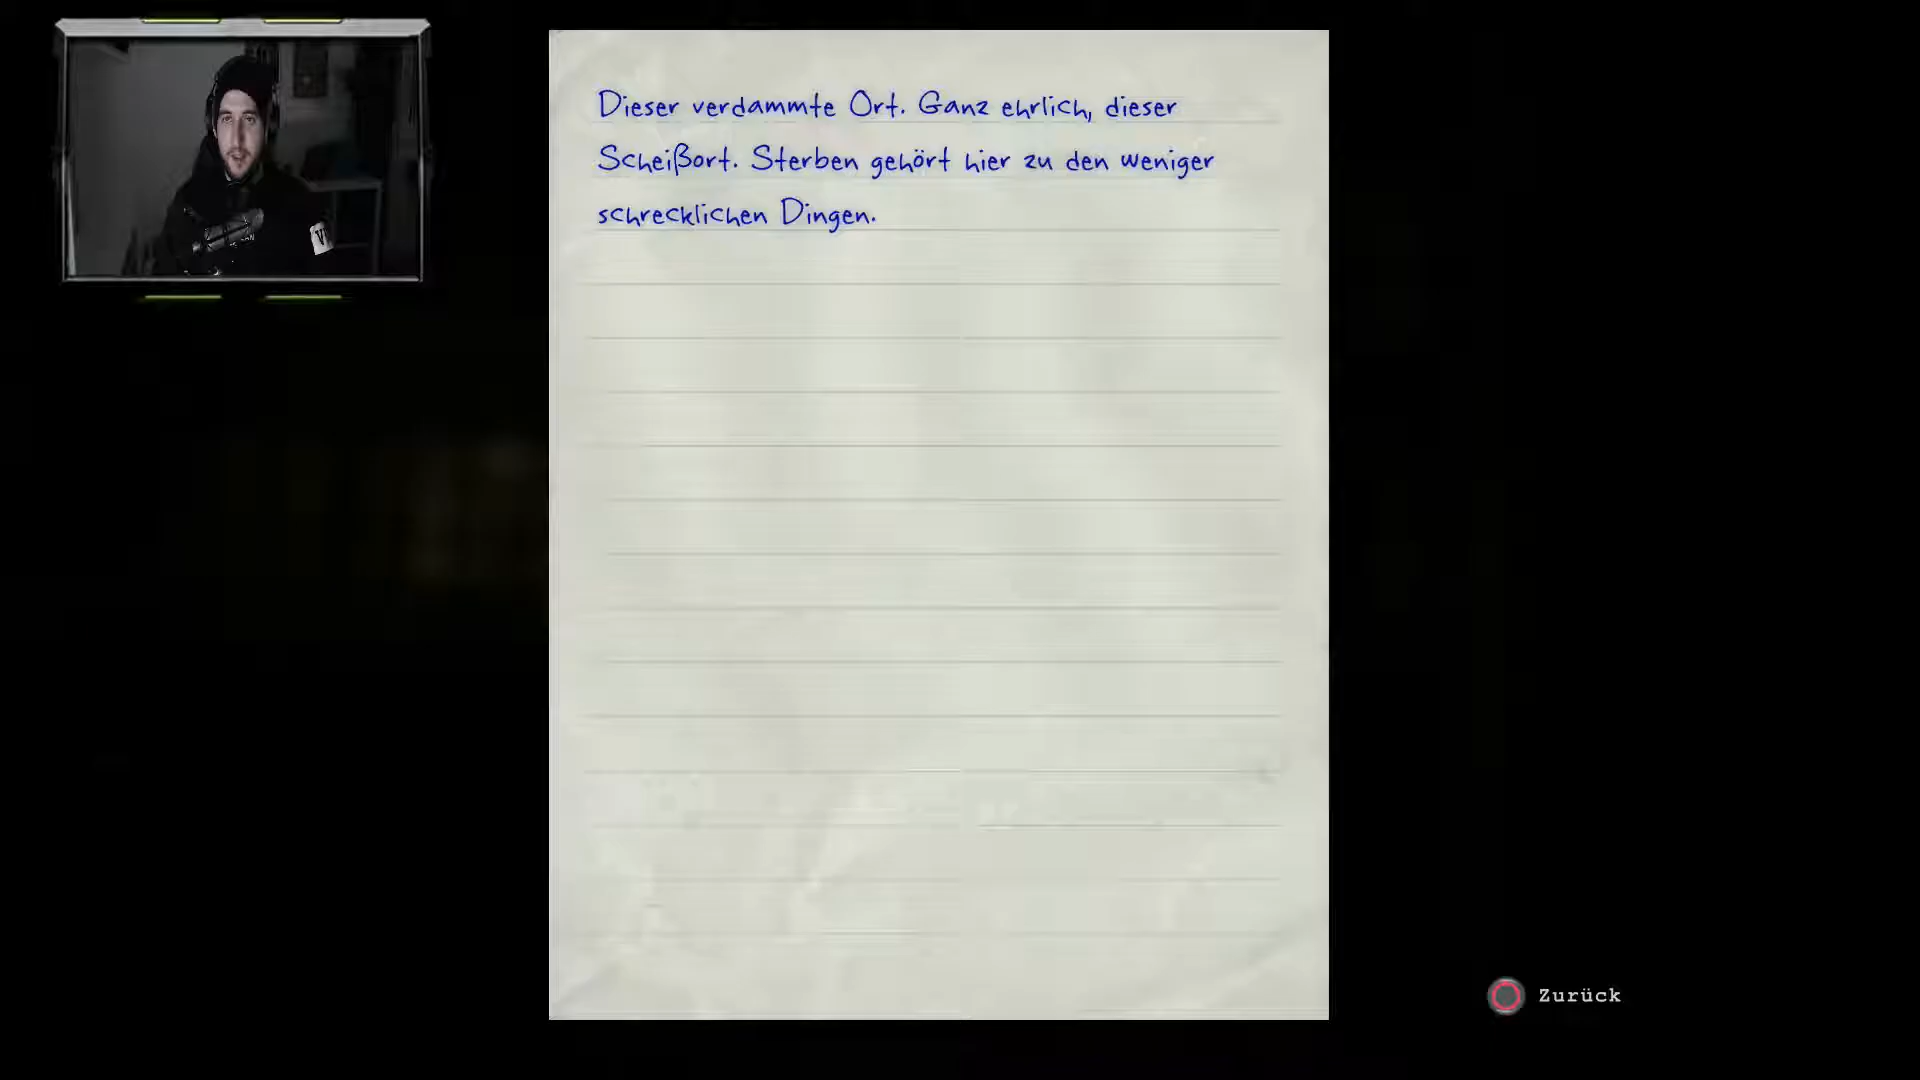 Dieser verdammte Ort. Ganz ehrlich, dieser
Scheißort. Sterben gehört hier zu den weniger
schrecklichen Dingen.
Zurück